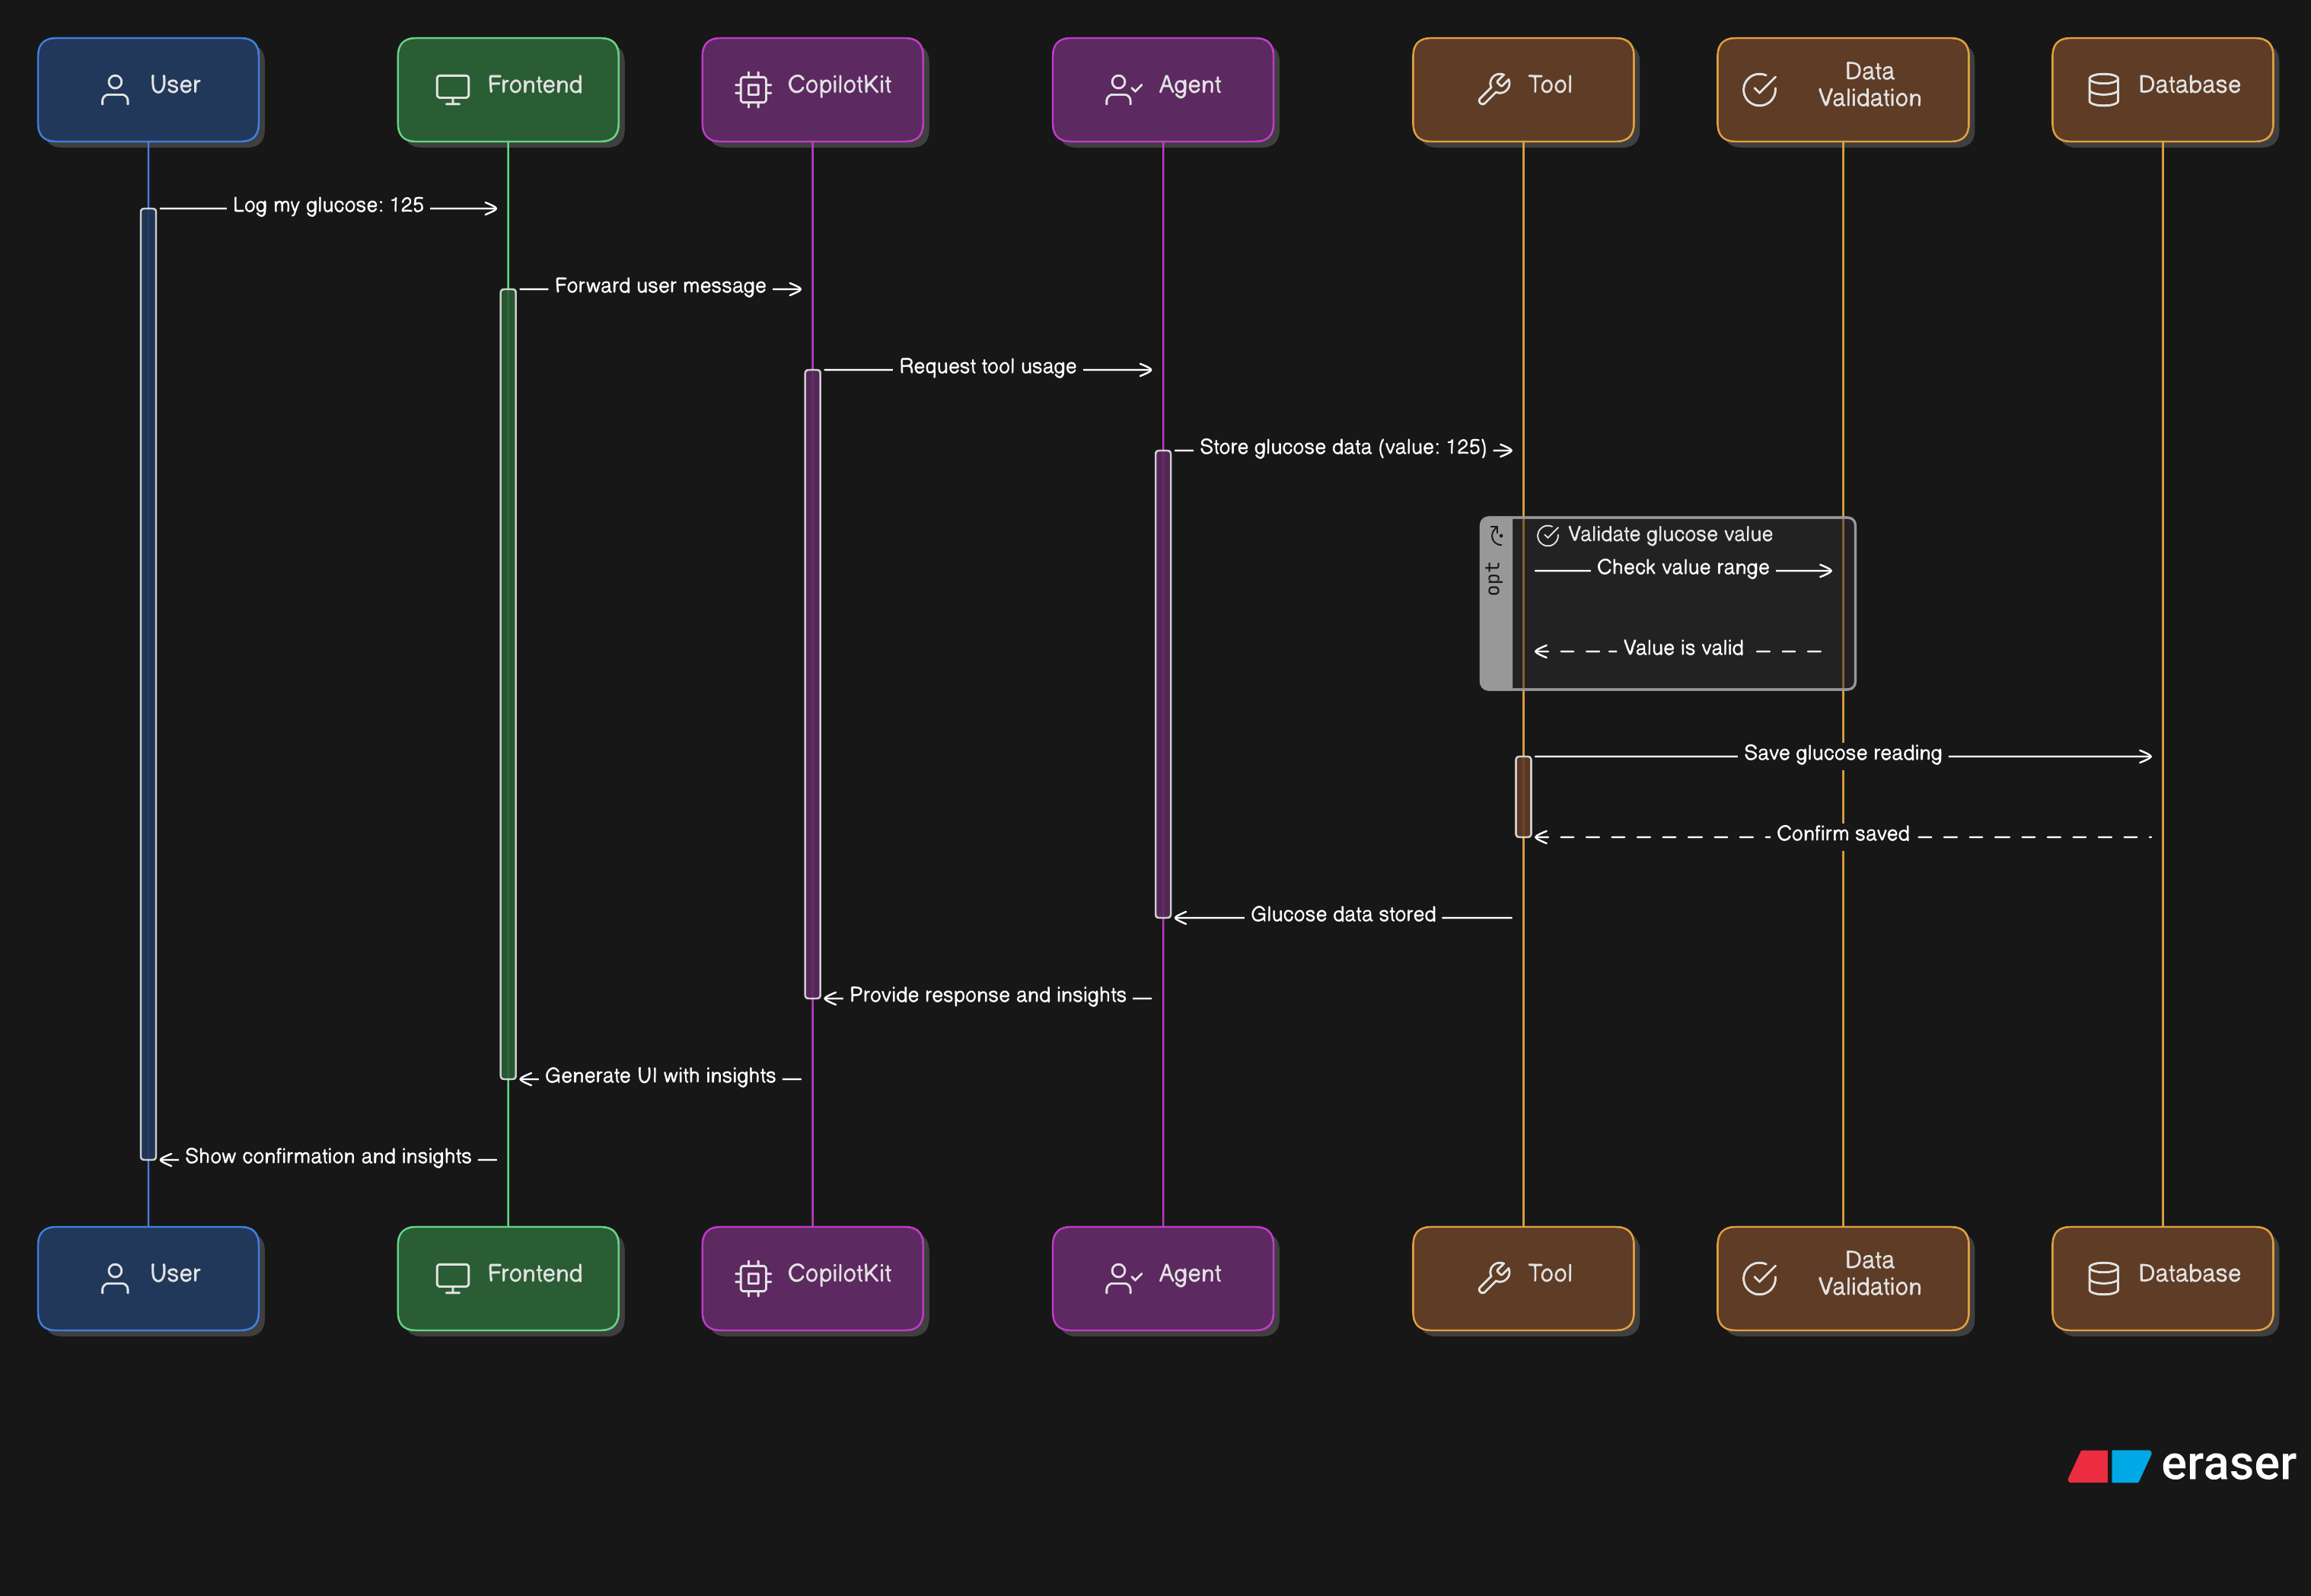 User
Frontend
CopilotKit
Agent
Tool
Data
Validation
Database
Log my glucose: 125
Forward user message
Request tool usage
Store glucose data (value: 125)
opt
Validate glucose value
Check value range
Value is valid
Save glucose reading
Confirm saved
Glucose data stored
Provide response and insights
Generate UI with insights
Show confirmation and insights
User
Frontend
CopilotKit
Agent
Tool
Data
Validation
Database
eraser